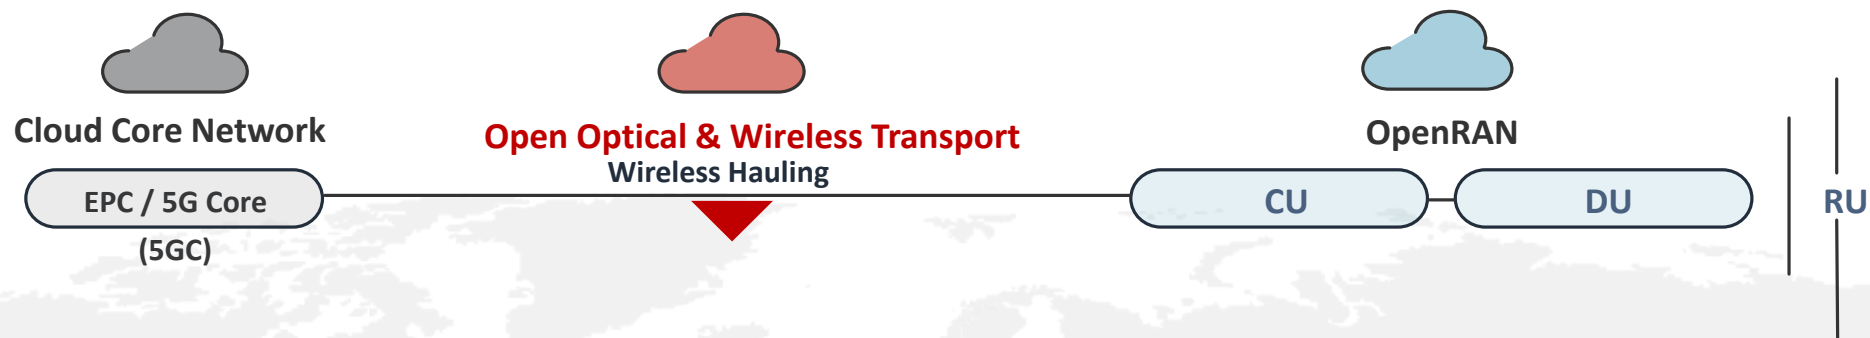 Cloud Core Network
EPC / 5G Core
(5GC)
Open Optical & Wireless Transport
Wireless Hauling
OpenRAN
CU
DU
RU